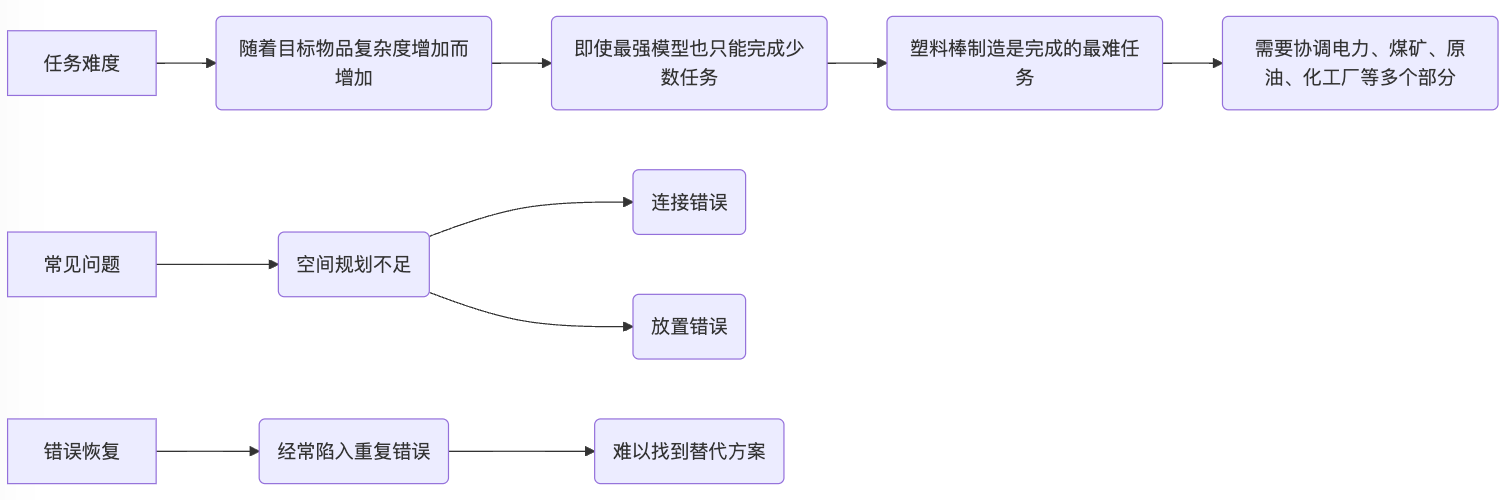 任务难度
随着目标物品复杂度增加而
增加
即使最强模型也只能完成少
数任务
塑料棒制造是完成的最难任
务
需要协调电力、煤矿、原
油、化工厂等多个部分
常见问题
空间规划不足
连接错误
放置错误
错误恢复
经常陷入重复错误
难以找到替代方案